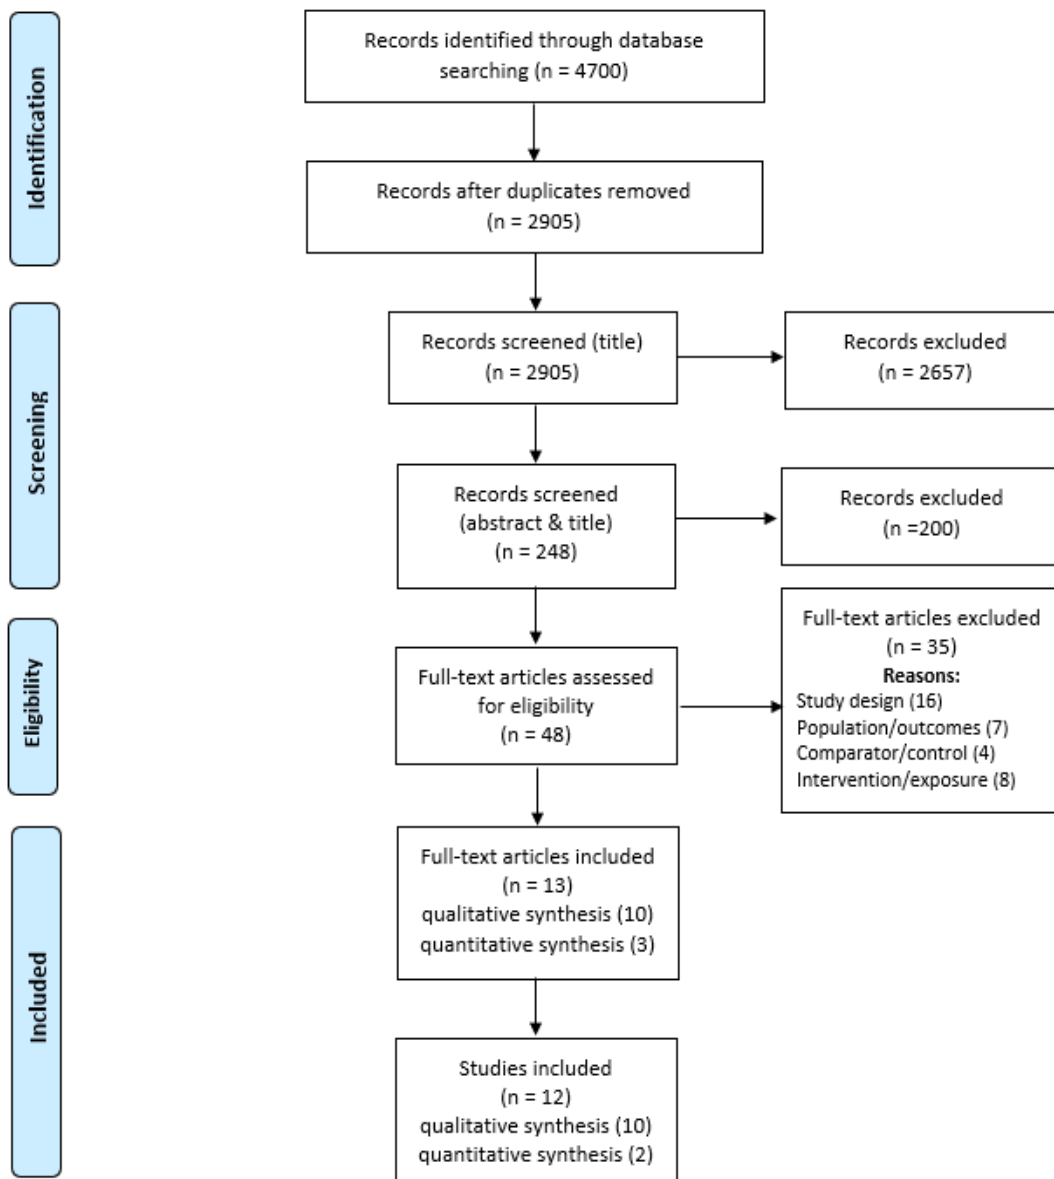 Identification
Records identified through database
searching (n = 4700)
Records after duplicates removed
(n = 2905)
Screening
Records screened (title)
(n = 2905)
Records excluded
(n = 2657)
Records screened
(abstract & title)
(n = 248)
Records excluded
(n =200)
Eligibility
Full-text articles assessed
for eligibility
(n = 48)
Full-text articles excluded
(n = 35)
Reasons:
Study design (16)
Population/outcomes (7)
Comparator/control (4)
Intervention/exposure (8)
Included
Full-text articles included
(n = 13)
qualitative synthesis (10)
quantitative synthesis (3)
Studies included
(n = 12)
qualitative synthesis (10)
quantitative synthesis (2)